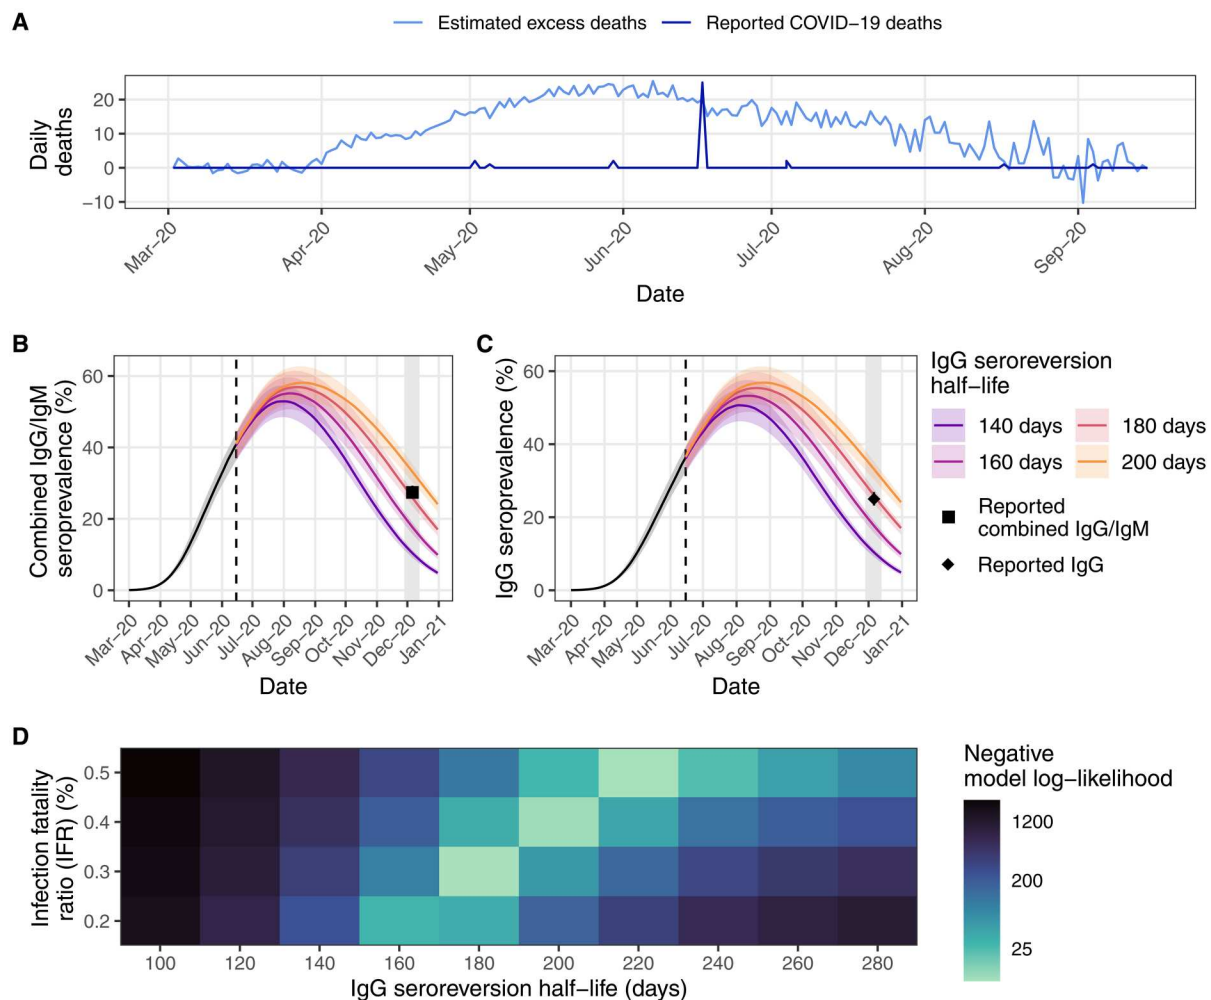 A
Estimated excess deaths
Reported COVID−19 deaths
Daily
deaths
20
10
0
−10
Mar−20
Apr−20
May−20
Jun−20
Jul−20
Aug−20
Sep−20
Date
B
Combined IgG/IgM
seroprevalence (%)
60
40
20
0
Mar−20
Apr−20
May−20
Jun−20
Jul−20
Aug−20
Sep−20
Oct−20
Nov−20
Dec−20
Jan−21
Date
C
IgG seroprevalence (%)
60
40
20
0
Mar−20
Apr−20
May−20
Jun−20
Jul−20
Aug−20
Sep−20
Oct−20
Nov−20
Dec−20
Jan−21
Date
IgG seroreversion
half−life
140 days
180 days
160 days
200 days
Reported
combined IgG/IgM
Reported IgG
D
Infection fatality
ratio (IFR) (%)
0.5
0.4
0.3
0.2
100
120
140
160
180
200
220
240
260
280
IgG seroreversion half−life (days)
Negative
model log−likelihood
1200
200
25